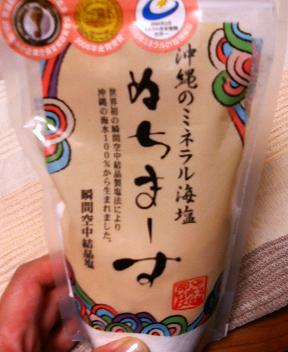 沖縄のミネラル海塩
ぬちまーす
世界初の瞬間空中結晶製塩法により
沖縄の海水100%から生まれました。
瞬間空中結晶塩